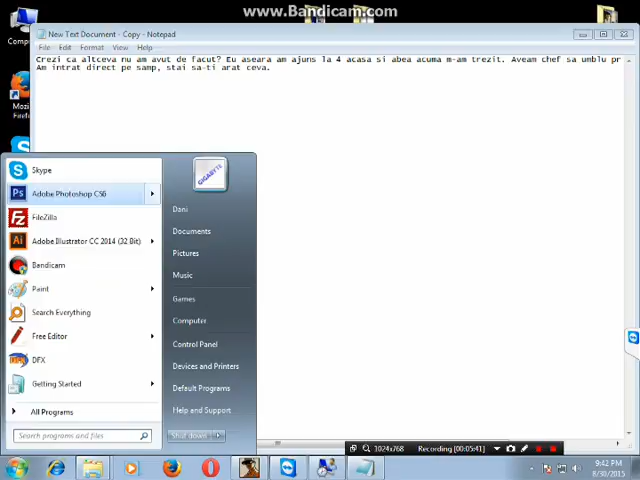 www.Bandicam.com
Comp
New Text Document - Copy - Notepad
File Edit Format View Help
Crezi ca altceva nu am avut de facut? Eu aseara am ajuns la 4 acasa si abea acuma m-am trezit. Aveam chef sa umblu pr
Am intrat direct pe samp, stai sa-ti arat ceva.
Moz
Firef
Skype
Adobe Photoshop CS6
FileZilla
Adobe Illustrator CC 2014 (32 Bit)
Bandicam
Paint
Search Everything
Free Editor
DFX
Getting Started
All Programs
Search programs and files
GIGABYTE
Dani
Documents
Pictures
Music
Games
Computer
Control Panel
Devices and Printers
Default Programs
Help and Support
Shut down
1024x768 Recording [00:05:41]
9:42 PM
8/30/2015